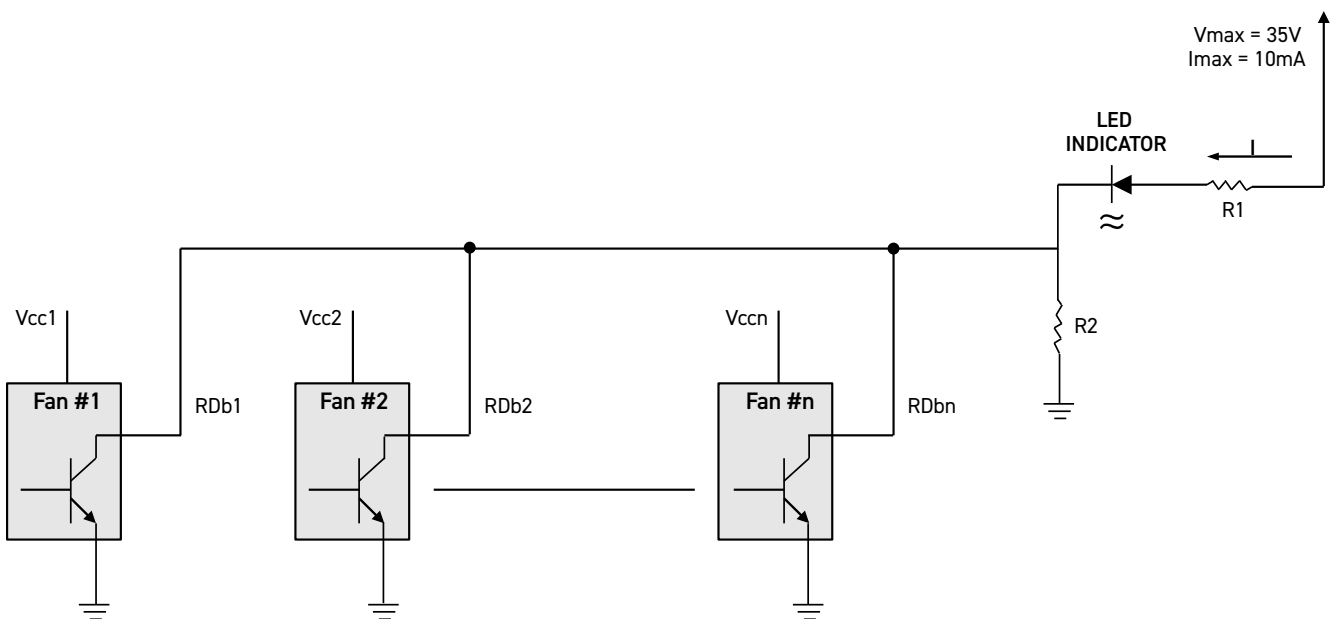 Vmax = 35V
Imax = 10mA
LED
INDICATOR
I
R1
Vcc1
Vcc2
Vccn
R2
Fan #1
RDb1
Fan #2
RDb2
Fan #n
RDbn